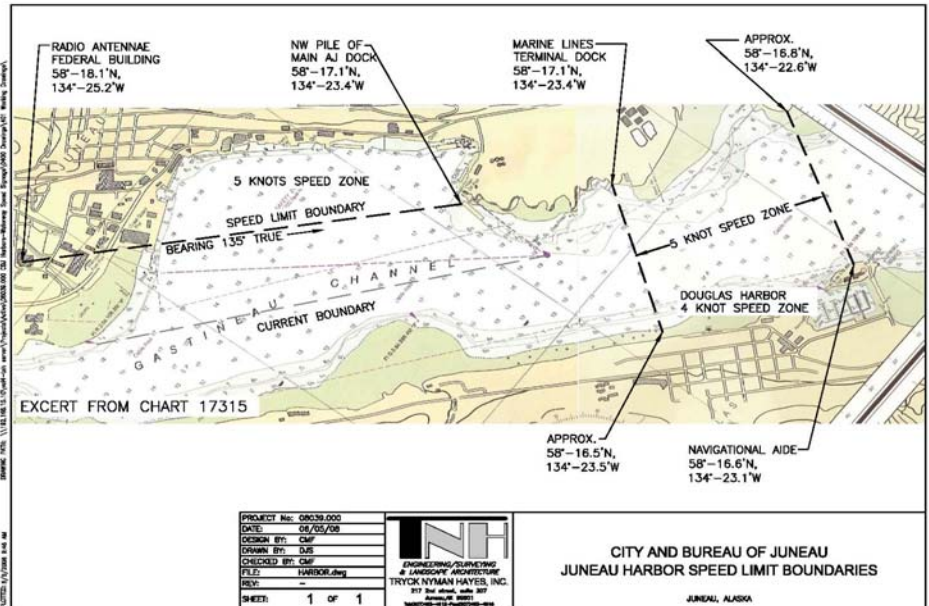 RADIO ANTENNAE
FEDERAL BUILDING
58°-18.1'N,
134°-25.2'W
NW PILE OF
MAIN AJ DOCK
58°-17.1'N,
134°-23.4'W
MARINE LINES
TERMINAL DOCK
58°-17.1'N,
134°-23.4'W
APPROX.
58°-16.8'N,
134°-22.6'W
5 KNOTS SPEED ZONE
SPEED LIMIT BOUNDARY
BEARING 135° TRUE
5 KNOT SPEED ZONE
GASTINEAU CHANNEL
CURRENT BOUNDARY
DOUGLAS HARBOR
4 KNOT SPEED ZONE
EXCERT FROM CHART 17315
APPROX.
58°-16.5'N,
134°-23.5'W
NAVIGATIONAL AIDE
58°-16.6'N,
134°-23.1'W
PROJECT No: 08039.000
DATE: 06/05/08
DESIGN BY: CMF
DRAWN BY: DJS
CHECKED BY: CMF
FILE: HARBOR.dwg
REV: -
SHEET: 1 OF 1
TNH
ENGINEERING/SURVEYING
& LANDSCAPE ARCHITECTURE
TRYCK NYMAN HAYES, INC.
CITY AND BUREAU OF JUNEAU
JUNEAU HARBOR SPEED LIMIT BOUNDARIES
JUNEAU, ALASKA